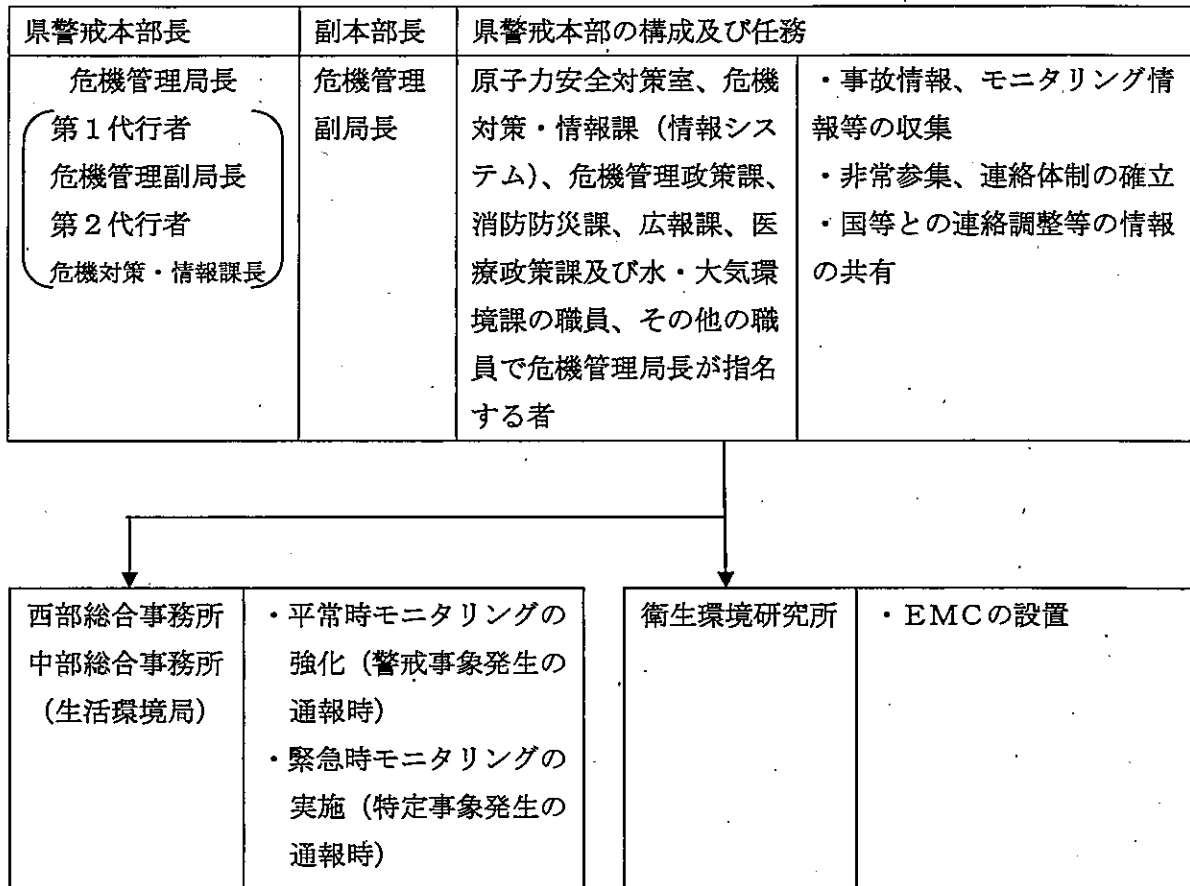 県警戒本部長
副本部長
県警戒本部の構成及び任務
危機管理局長
第1代行者
危機管理副局長
第2代行者
危機対策・情報課長
危機管理
副局長
原子力安全対策室、危機
対策・情報課（情報シス
テム）、危機管理政策課、
消防防災課、広報課、医
療政策課及び水・大気環
境課の職員、その他の職
員で危機管理局長が指名
する者
・事故情報、モニタリング情
報等の収集
・非常参集、連絡体制の確立
・国等との連絡調整等の情報
の共有
西部総合事務所
中部総合事務所
（生活環境局）
・平常時モニタリングの
強化（警戒事象発生の
通報時）
・緊急時モニタリングの
実施（特定事象発生の
通報時）
衛生環境研究所
・ＥＭＣの設置